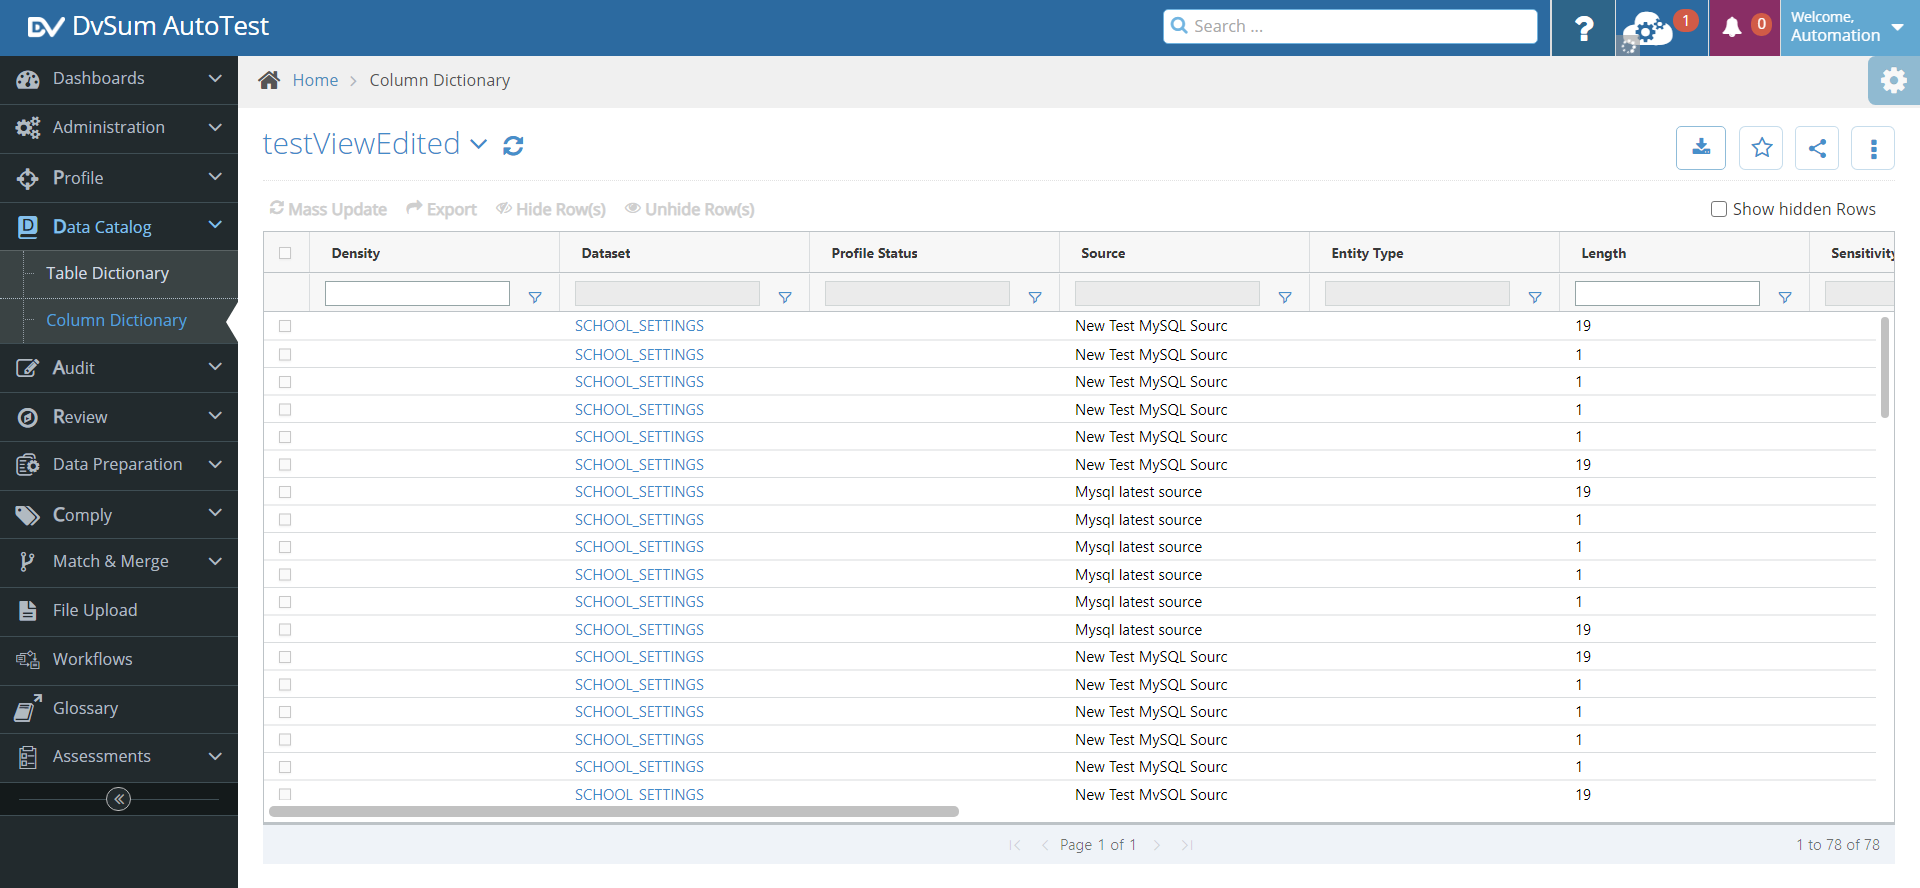 DvSum AutoTest
Search ...
?
1
0
Welcome,
Automation
Dashboards
Administration
Profile
Data Catalog
Table Dictionary
Column Dictionary
Audit
Review
Data Preparation
Comply
Match & Merge
File Upload
Workflows
Glossary
Assessments
Home > Column Dictionary
testViewEdited
Mass Update Export Hide Row(s) Unhide Row(s) Show hidden Rows
Density Dataset Profile Status Source Entity Type Length Sensitivity
SCHOOL_SETTINGS New Test MySQL Sourc 19
SCHOOL_SETTINGS New Test MySQL Sourc 1
SCHOOL_SETTINGS New Test MySQL Sourc 1
SCHOOL_SETTINGS New Test MySQL Sourc 1
SCHOOL_SETTINGS New Test MySQL Sourc 1
SCHOOL_SETTINGS New Test MySQL Sourc 19
SCHOOL_SETTINGS Mysql latest source 19
SCHOOL_SETTINGS Mysql latest source 1
SCHOOL_SETTINGS Mysql latest source 1
SCHOOL_SETTINGS Mysql latest source 1
SCHOOL_SETTINGS Mysql latest source 1
SCHOOL_SETTINGS Mysql latest source 19
SCHOOL_SETTINGS New Test MySQL Sourc 19
SCHOOL_SETTINGS New Test MySQL Sourc 1
SCHOOL_SETTINGS New Test MySQL Sourc 1
SCHOOL_SETTINGS New Test MySQL Sourc 1
SCHOOL_SETTINGS New Test MySQL Sourc 1
SCHOOL_SETTINGS New Test MySQL Sourc 19
Page 1 of 1
1 to 78 of 78